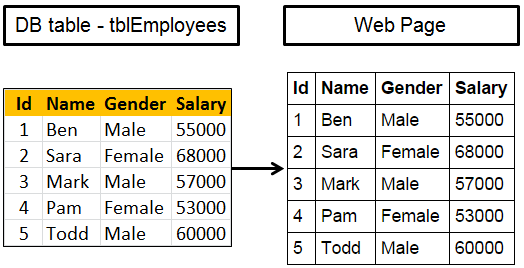 DB table - tblEmployees
Id Name Gender Salary
1 Ben Male 55000
2 Sara Female 68000
3 Mark Male 57000
4 Pam Female 53000
5 Todd Male 60000
Web Page
Id Name Gender Salary
1 Ben Male 55000
2 Sara Female 68000
3 Mark Male 57000
4 Pam Female 53000
5 Todd Male 60000